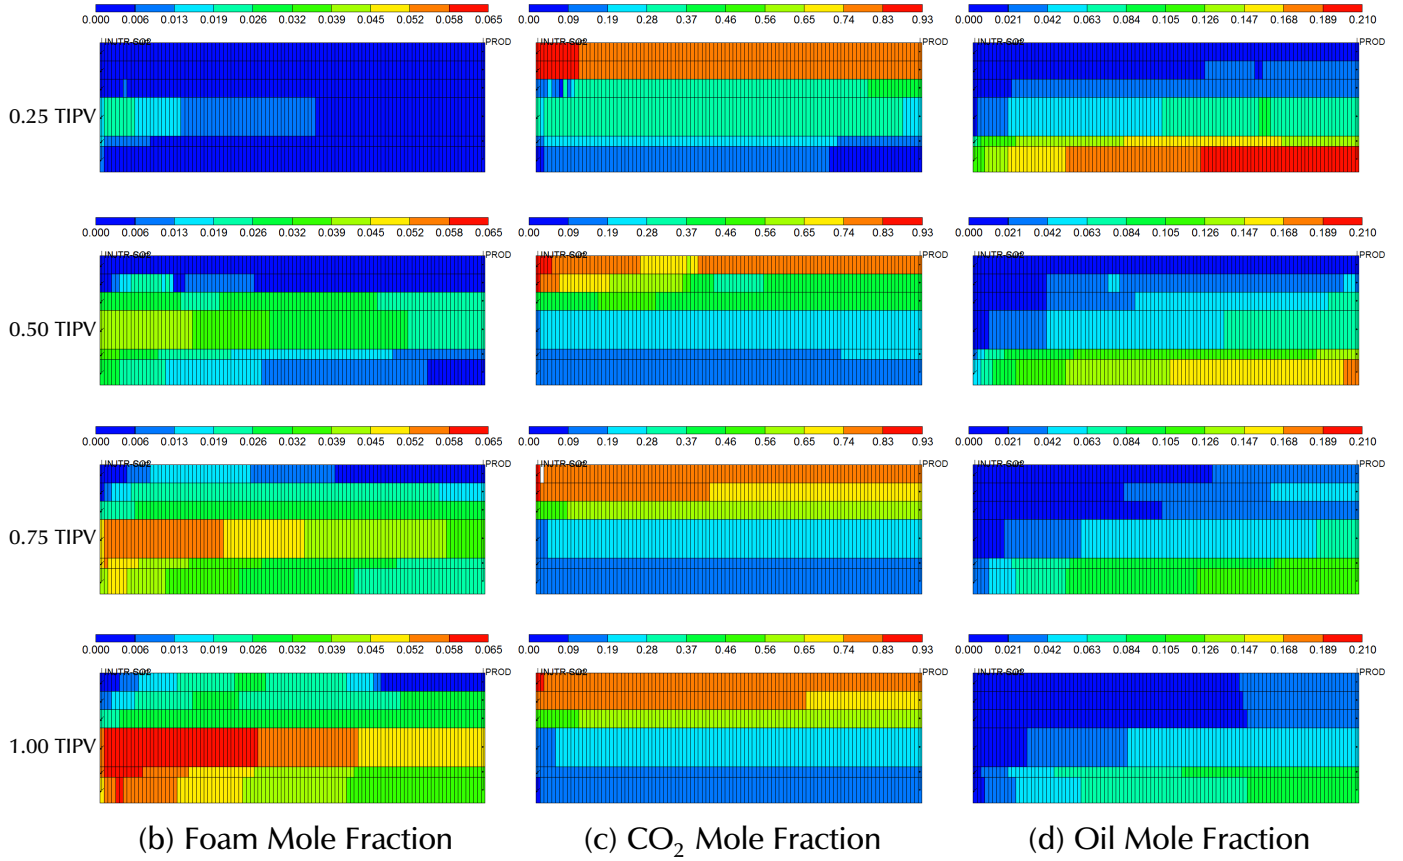 0.000 0.006 0.013 0.019 0.026 0.032 0.039 0.045 0.052 0.058 0.065
0.00 0.09 0.19 0.28 0.37 0.46 0.56 0.65 0.74 0.83 0.93
0.000 0.021 0.042 0.063 0.084 0.105 0.126 0.147 0.168 0.189 0.210
PROD
PROD
PROD
0.25 TIPV
0.000 0.006 0.013 0.019 0.026 0.032 0.039 0.045 0.052 0.058 0.065
0.00 0.09 0.19 0.28 0.37 0.46 0.56 0.65 0.74 0.83 0.93
0.000 0.021 0.042 0.063 0.084 0.105 0.126 0.147 0.168 0.189 0.210
PROD
PROD
PROD
0.50 TIPV
0.000 0.006 0.013 0.019 0.026 0.032 0.039 0.045 0.052 0.058 0.065
0.00 0.09 0.19 0.28 0.37 0.46 0.56 0.65 0.74 0.83 0.93
0.000 0.021 0.042 0.063 0.084 0.105 0.126 0.147 0.168 0.189 0.210
PROD
PROD
PROD
0.75 TIPV
0.000 0.006 0.013 0.019 0.026 0.032 0.039 0.045 0.052 0.058 0.065
0.00 0.09 0.19 0.28 0.37 0.46 0.56 0.65 0.74 0.83 0.93
0.000 0.021 0.042 0.063 0.084 0.105 0.126 0.147 0.168 0.189 0.210
PROD
PROD
PROD
1.00 TIPV
(b) Foam Mole Fraction
(c) CO₂ Mole Fraction
(d) Oil Mole Fraction